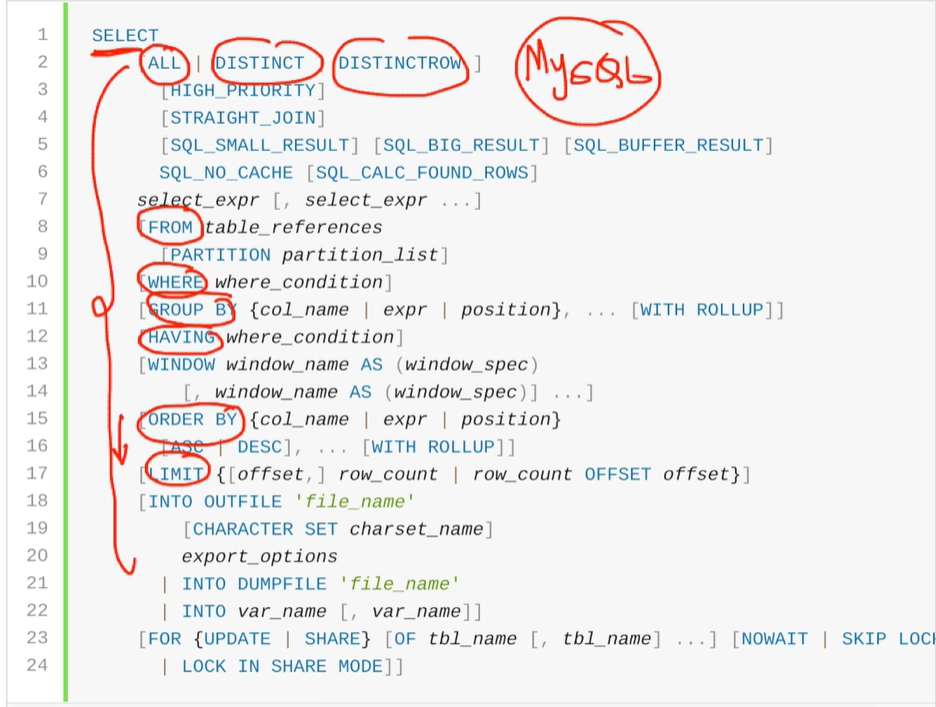 1 SELECT
2 ALL | DISTINCT DISTINCTROW ] MySQL
3 [HIGH_PRIORITY]
4 [STRAIGHT_JOIN]
5 [SQL_SMALL_RESULT] [SQL_BIG_RESULT] [SQL_BUFFER_RESULT]
6 SQL_NO_CACHE [SQL_CALC_FOUND_ROWS]
7 select_expr [, select_expr ...]
8 [FROM table_references
9 [PARTITION partition_list]
10 [WHERE where_condition]
11 [GROUP BY {col_name | expr | position}, ... [WITH ROLLUP]]
12 [HAVING where_condition]
13 [WINDOW window_name AS (window_spec)
14 [, window_name AS (window_spec)] ...]
15 [ORDER BY {col_name | expr | position}
16 [ASC | DESC], ... [WITH ROLLUP]]
17 [LIMIT {[offset,] row_count | row_count OFFSET offset}]
18 [INTO OUTFILE 'file_name'
19 [CHARACTER SET charset_name]
20 export_options
21 | INTO DUMPFILE 'file_name'
22 | INTO var_name [, var_name]]
23 [FOR {UPDATE | SHARE} [OF tbl_name [, tbl_name] ...] [NOWAIT | SKIP LOC
24 | LOCK IN SHARE MODE]]